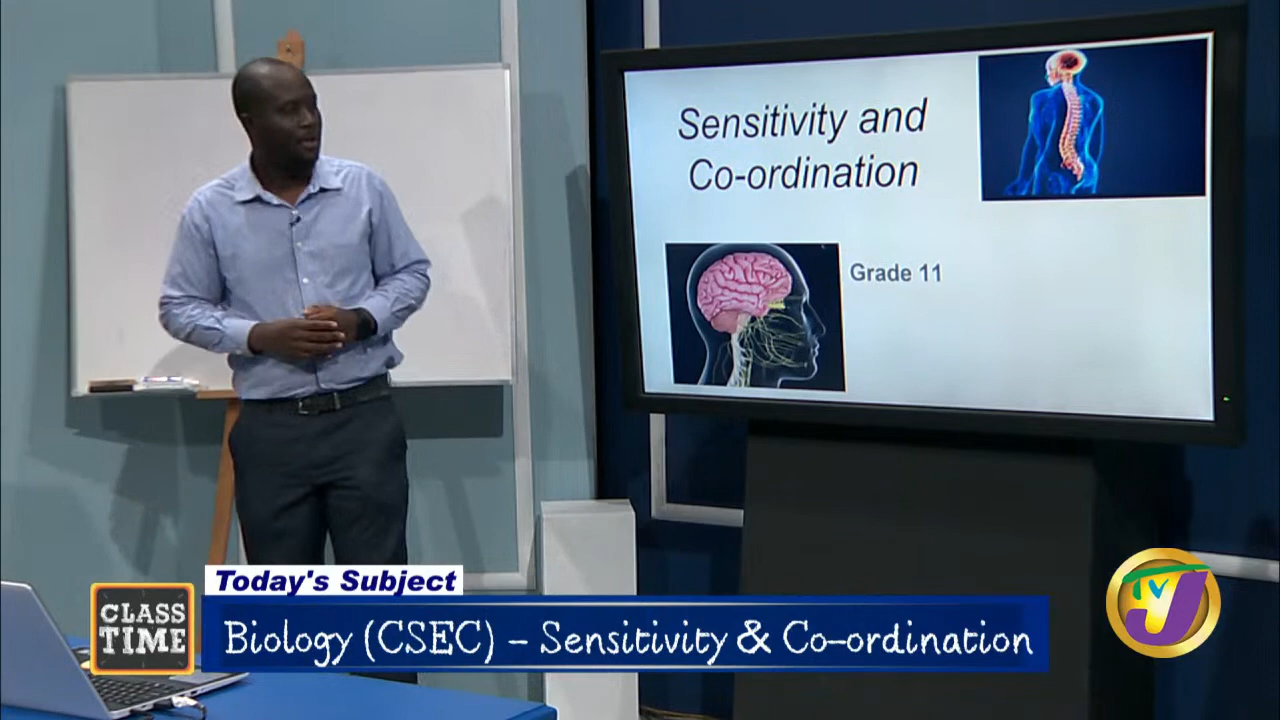 Sensitivity and
Co-ordination
Grade 11
Today's Subject
CLASS
TIME
Biology (CSEC) – Sensitivity & Co-ordination
TVJ